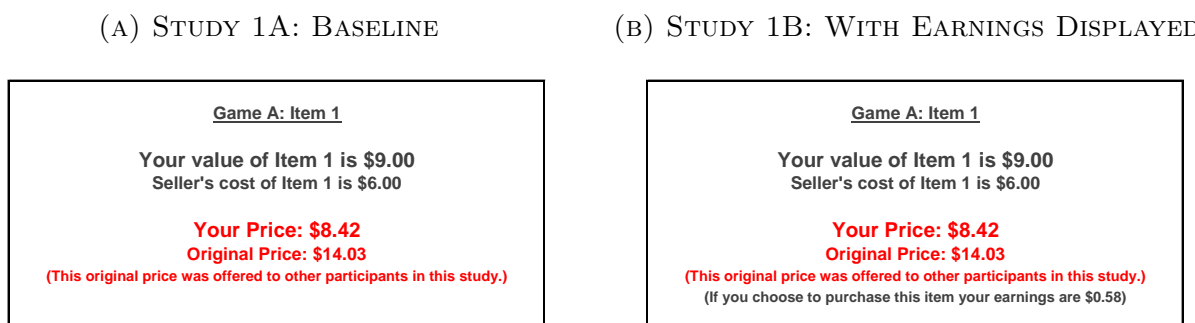 (A) STUDY 1A: BASELINE
Game A: Item 1
Your value of Item 1 is $9.00
Seller's cost of Item 1 is $6.00
Your Price: $8.42
Original Price: $14.03
(This original price was offered to other participants in this study.)
(B) STUDY 1B: WITH EARNINGS DISPLAYED
Game A: Item 1
Your value of Item 1 is $9.00
Seller's cost of Item 1 is $6.00
Your Price: $8.42
Original Price: $14.03
(This original price was offered to other participants in this study.)
(If you choose to purchase this item your earnings are $0.58)